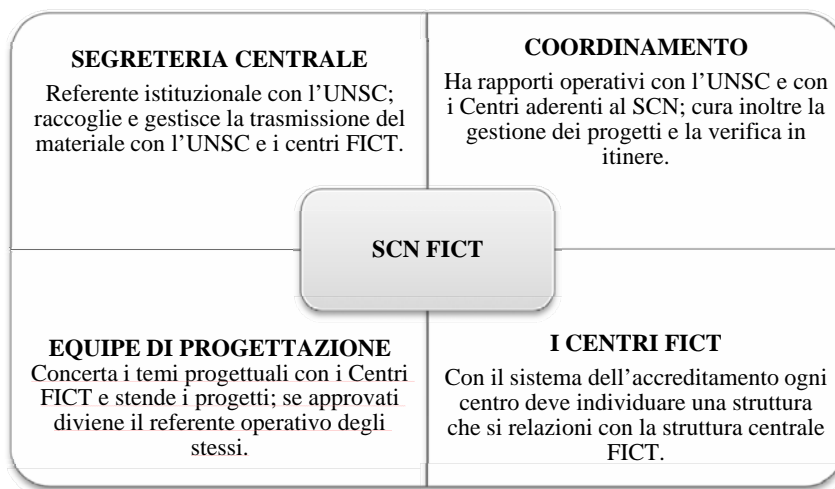 SEGRETERIA CENTRALE
Referente istituzionale con l'UNSC;
raccoglie e gestisce la trasmissione del
materiale con l'UNSC e i centri FICT.
COORDINAMENTO
Ha rapporti operativi con l'UNSC e con
i Centri aderenti al SCN; cura inoltre la
gestione dei progetti e la verifica in
itinere.
SCN FICT
EQUIPE DI PROGETTAZIONE
Concerta i temi progettuali con i Centri
FICT e stende i progetti; se approvati
diviene il referente operativo degli
stessi.
I CENTRI FICT
Con il sistema dell'accreditamento ogni
centro deve individuare una struttura
che si relazioni con la struttura centrale
FICT.